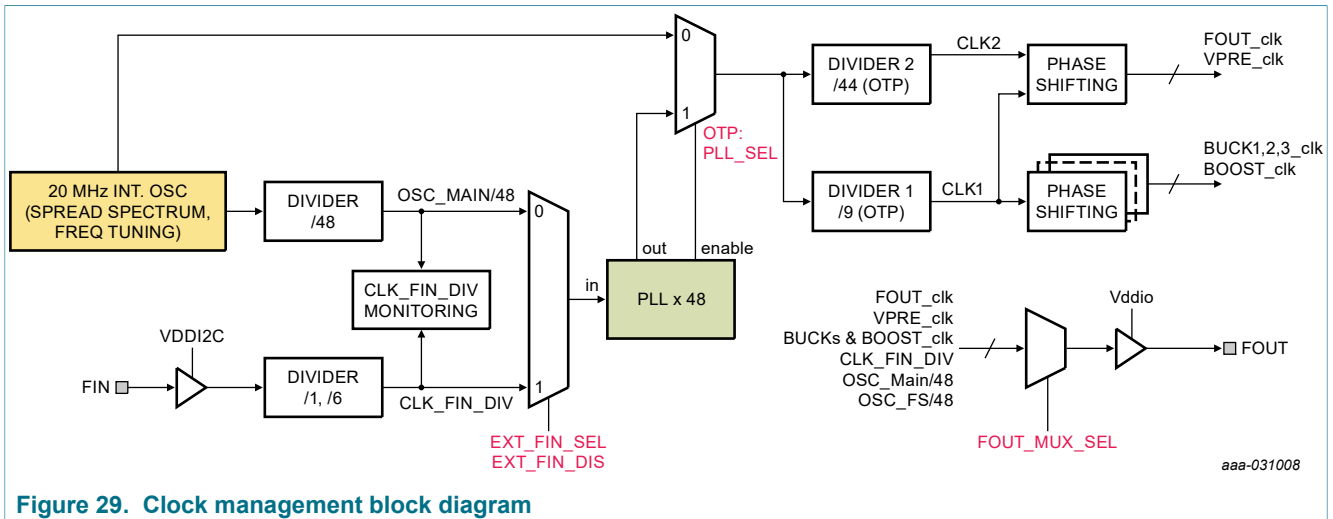 0
1
OTP:
PLL_SEL
DIVIDER 2
/44 (OTP)
CLK2
PHASE
SHIFTING
FOUT_clk
VPRE_clk
DIVIDER 1
/9 (OTP)
CLK1
PHASE
SHIFTING
BUCK1,2,3_clk
BOOST_clk
20 MHz INT. OSC
(SPREAD SPECTRUM,
FREQ TUNING)
DIVIDER
/48
OSC_MAIN/48
0
CLK_FIN_DIV
MONITORING
in
out
enable
PLL x 48
VDDI2C
FIN
DIVIDER
/1, /6
CLK_FIN_DIV
1
EXT_FIN_SEL
EXT_FIN_DIS
FOUT_clk
VPRE_clk
BUCKs & BOOST_clk
CLK_FIN_DIV
OSC_Main/48
OSC_FS/48
Vddio
FOUT
FOUT_MUX_SEL
aaa-031008
Figure 29. Clock management block diagram